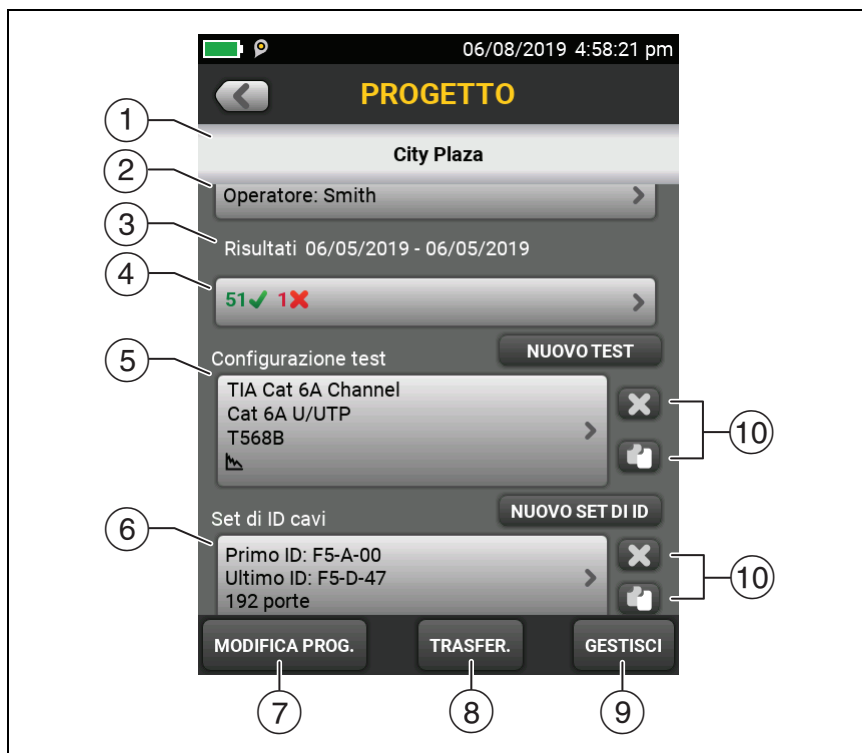 06/08/2019 4:58:21 pm
PROGETTO
1
City Plaza
2
Operatore: Smith
3
Risultati 06/05/2019 - 06/05/2019
4
51 1
NUOVO TEST
5
Configurazione test
TIA Cat 6A Channel
Cat 6A U/UTP
T568B
10
NUOVO SET DI ID
6
Set di ID cavi
Primo ID: F5-A-00
Ultimo ID: F5-D-47
192 porte
10
MODIFICA PROG. TRASFER. GESTISCI
7 8 9